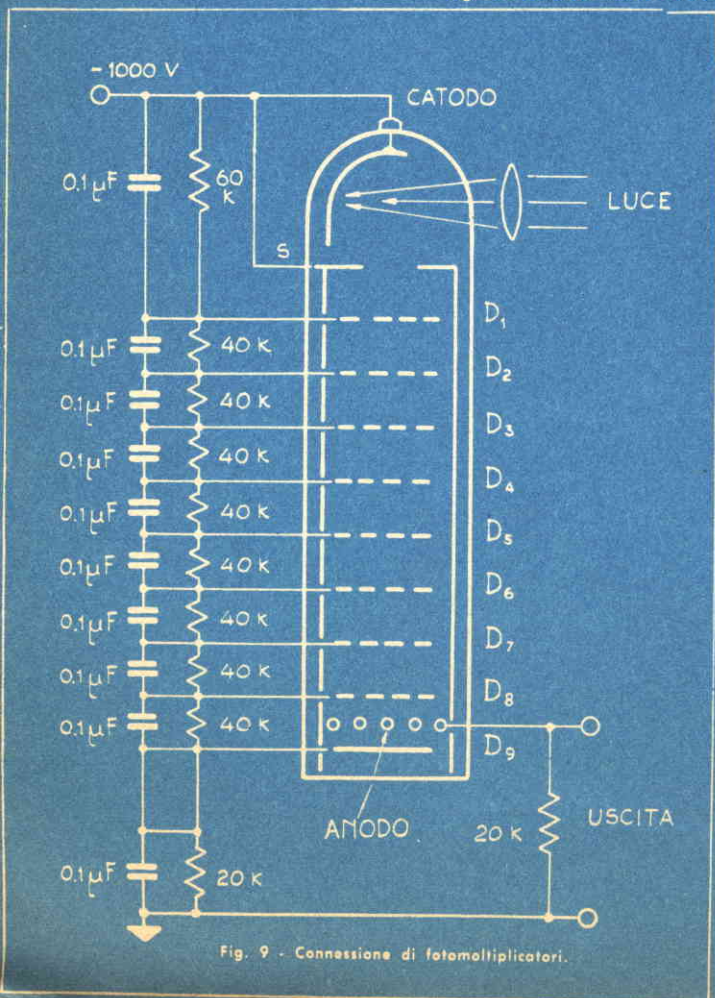 - 1000 V
CATODO
0.1 µF
60 K
LUCE
S
D₁
0.1 µF
40 K
D₂
0.1 µF
40 K
D₃
0.1 µF
40 K
D₄
0.1 µF
40 K
D₅
0.1 µF
40 K
D₆
0.1 µF
40 K
D₇
0.1 µF
40 K
D₈
0.1 µF
40 K
D₉
ANODO
20 K
USCITA
0.1 µF
20 K
Fig. 9 - Connessione di fotomoltiplicatori.